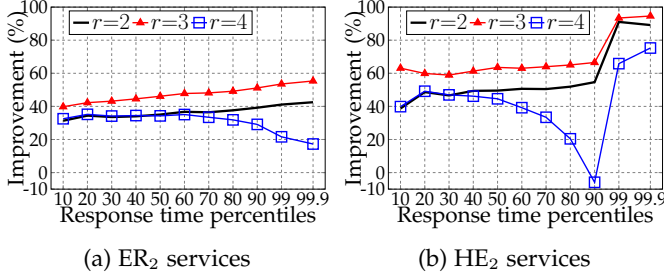 r=2 r=3 r=4
Improvement (%)
100
80
60
40
20
0
-10
10 20 30 40 50 60 70 80 90 99 99.9
Response time percentiles
(a) ER₂ services
r=2 r=3 r=4
Improvement (%)
100
80
60
40
20
0
-10
10 20 30 40 50 60 70 80 90 99 99.9
Response time percentiles
(b) HE₂ services